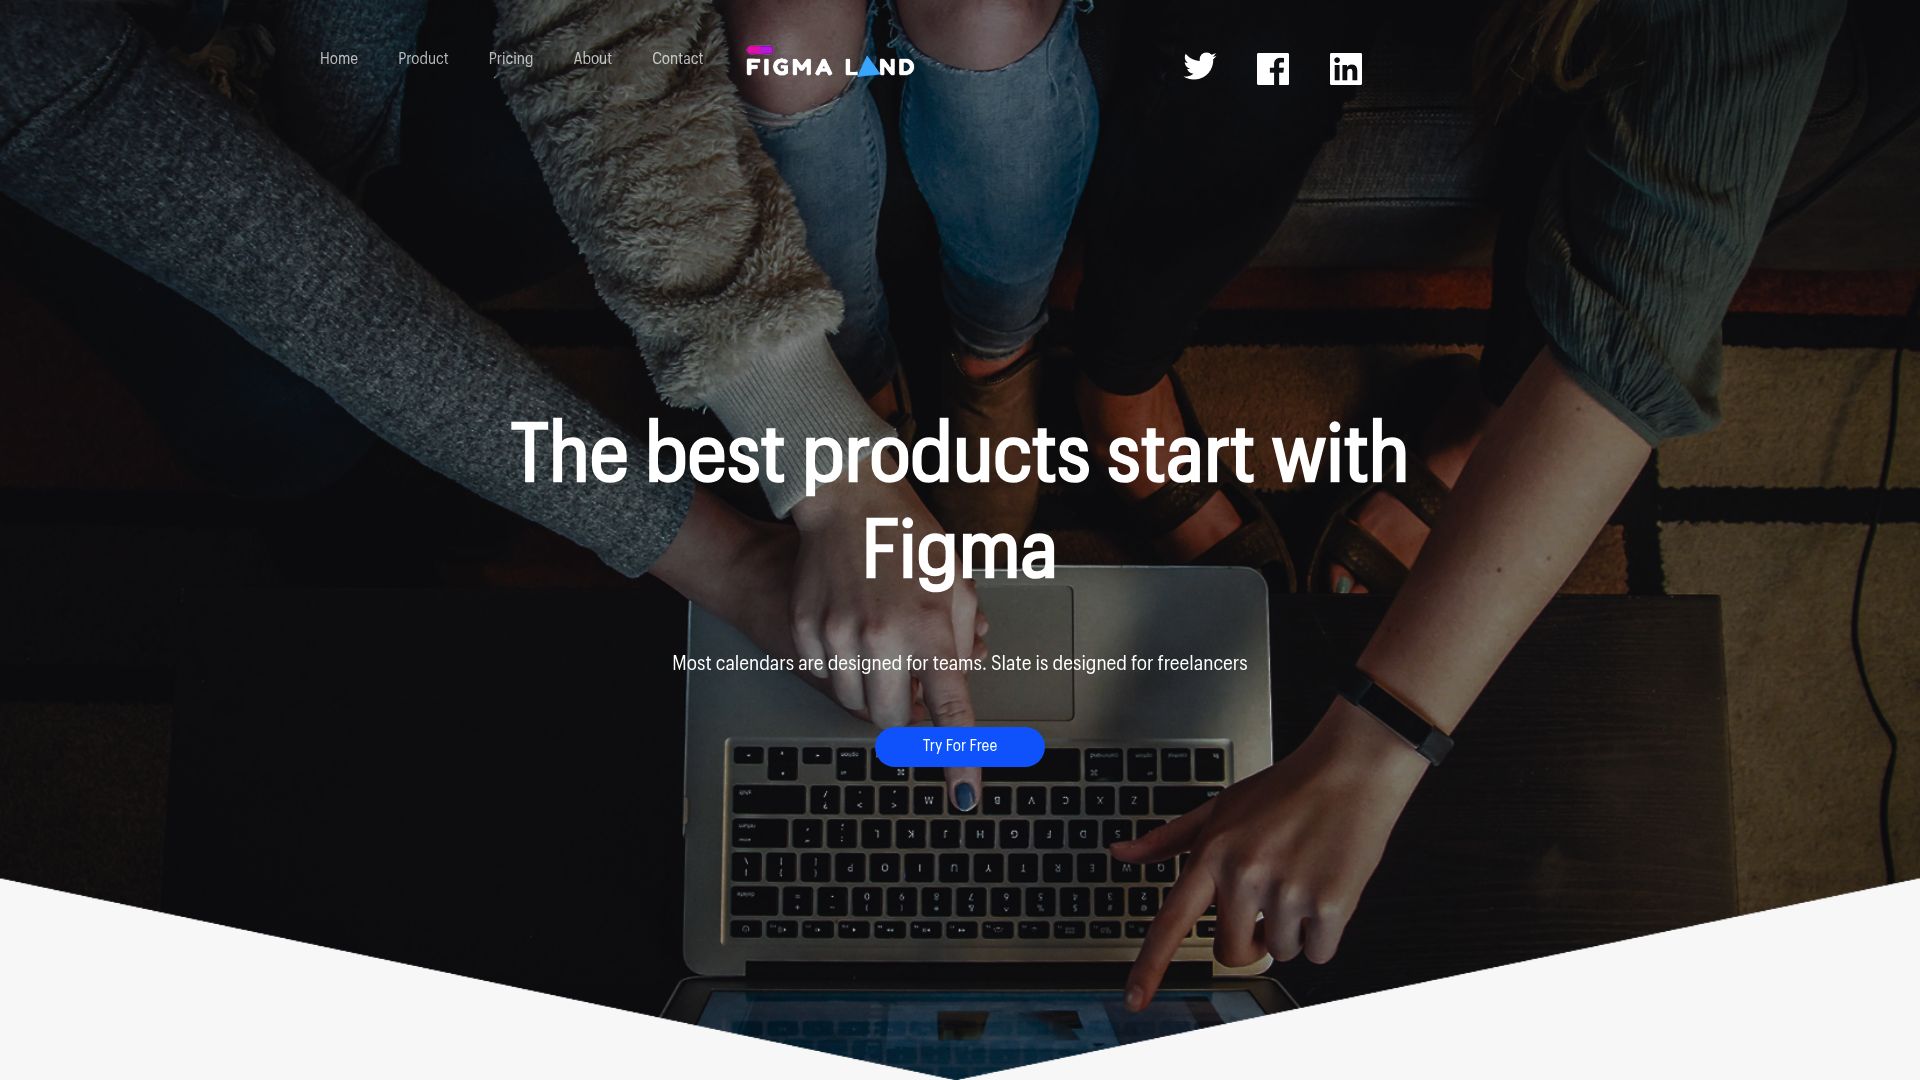 Home Product Pricing About Contact
FIGMA LAND
The best products start with
Figma
Most calendars are designed for teams. Slate is designed for freelancers
Try For Free